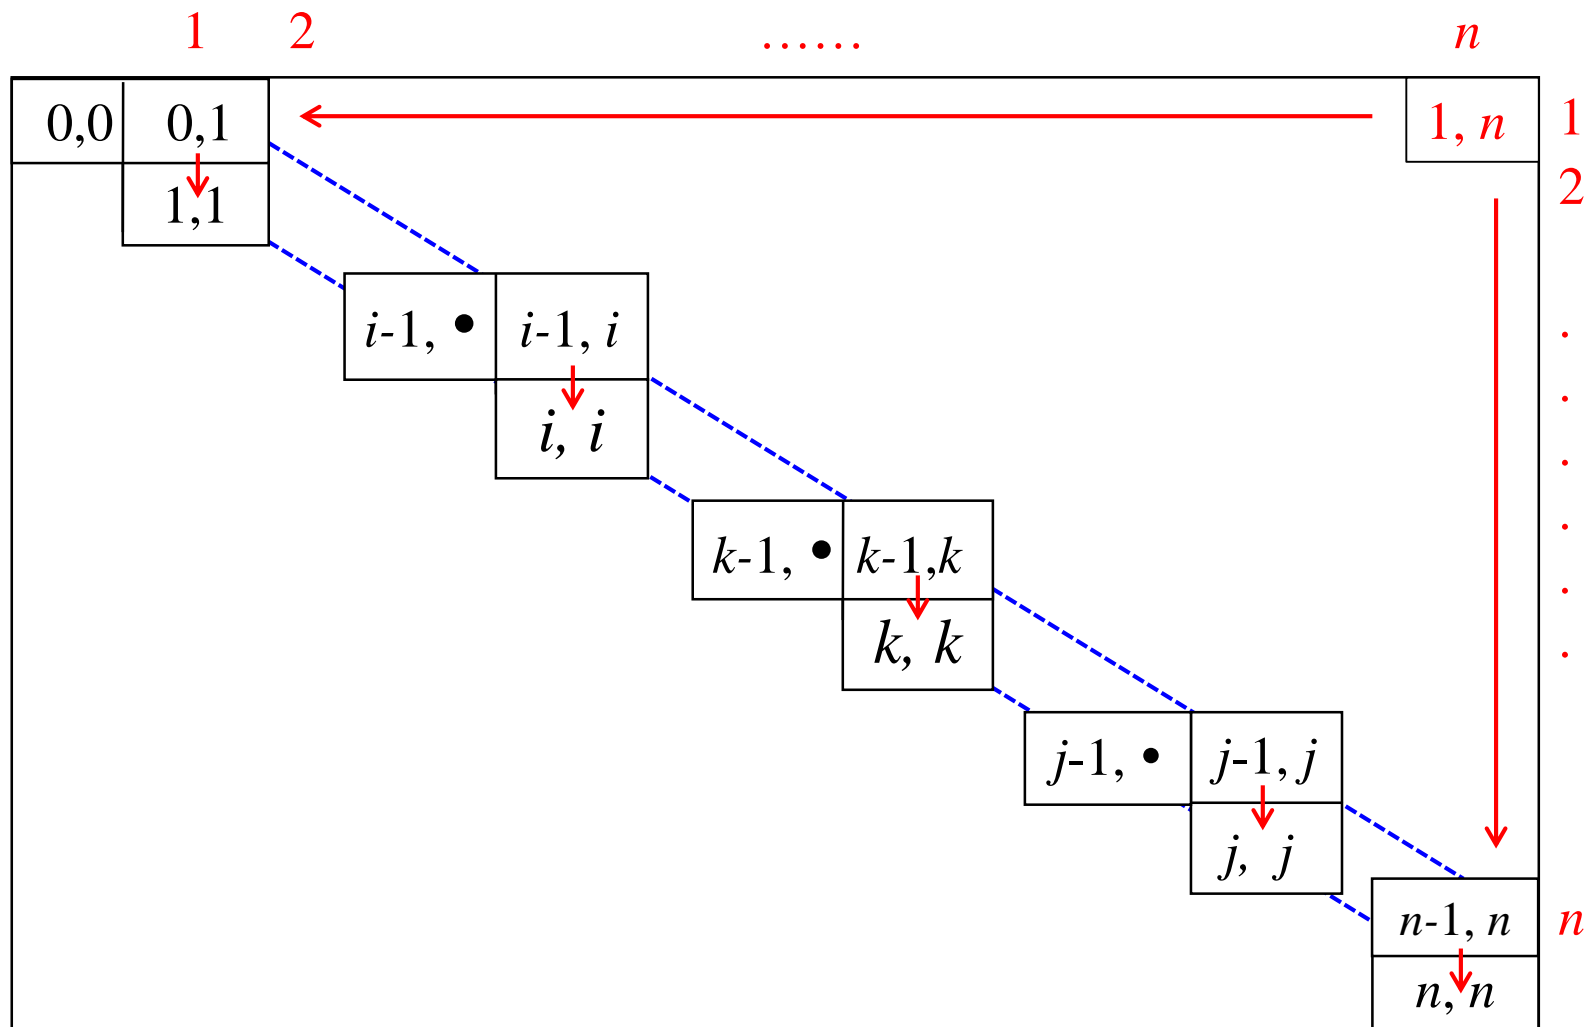 1 2 ...... n
0,0 0,1 1, n 1
1,1 2
i-1, • i-1, i .
i, i .
.
k-1, • k-1,k .
k, k .
.
j-1, • j-1, j
j, j
n-1, n n
n, n